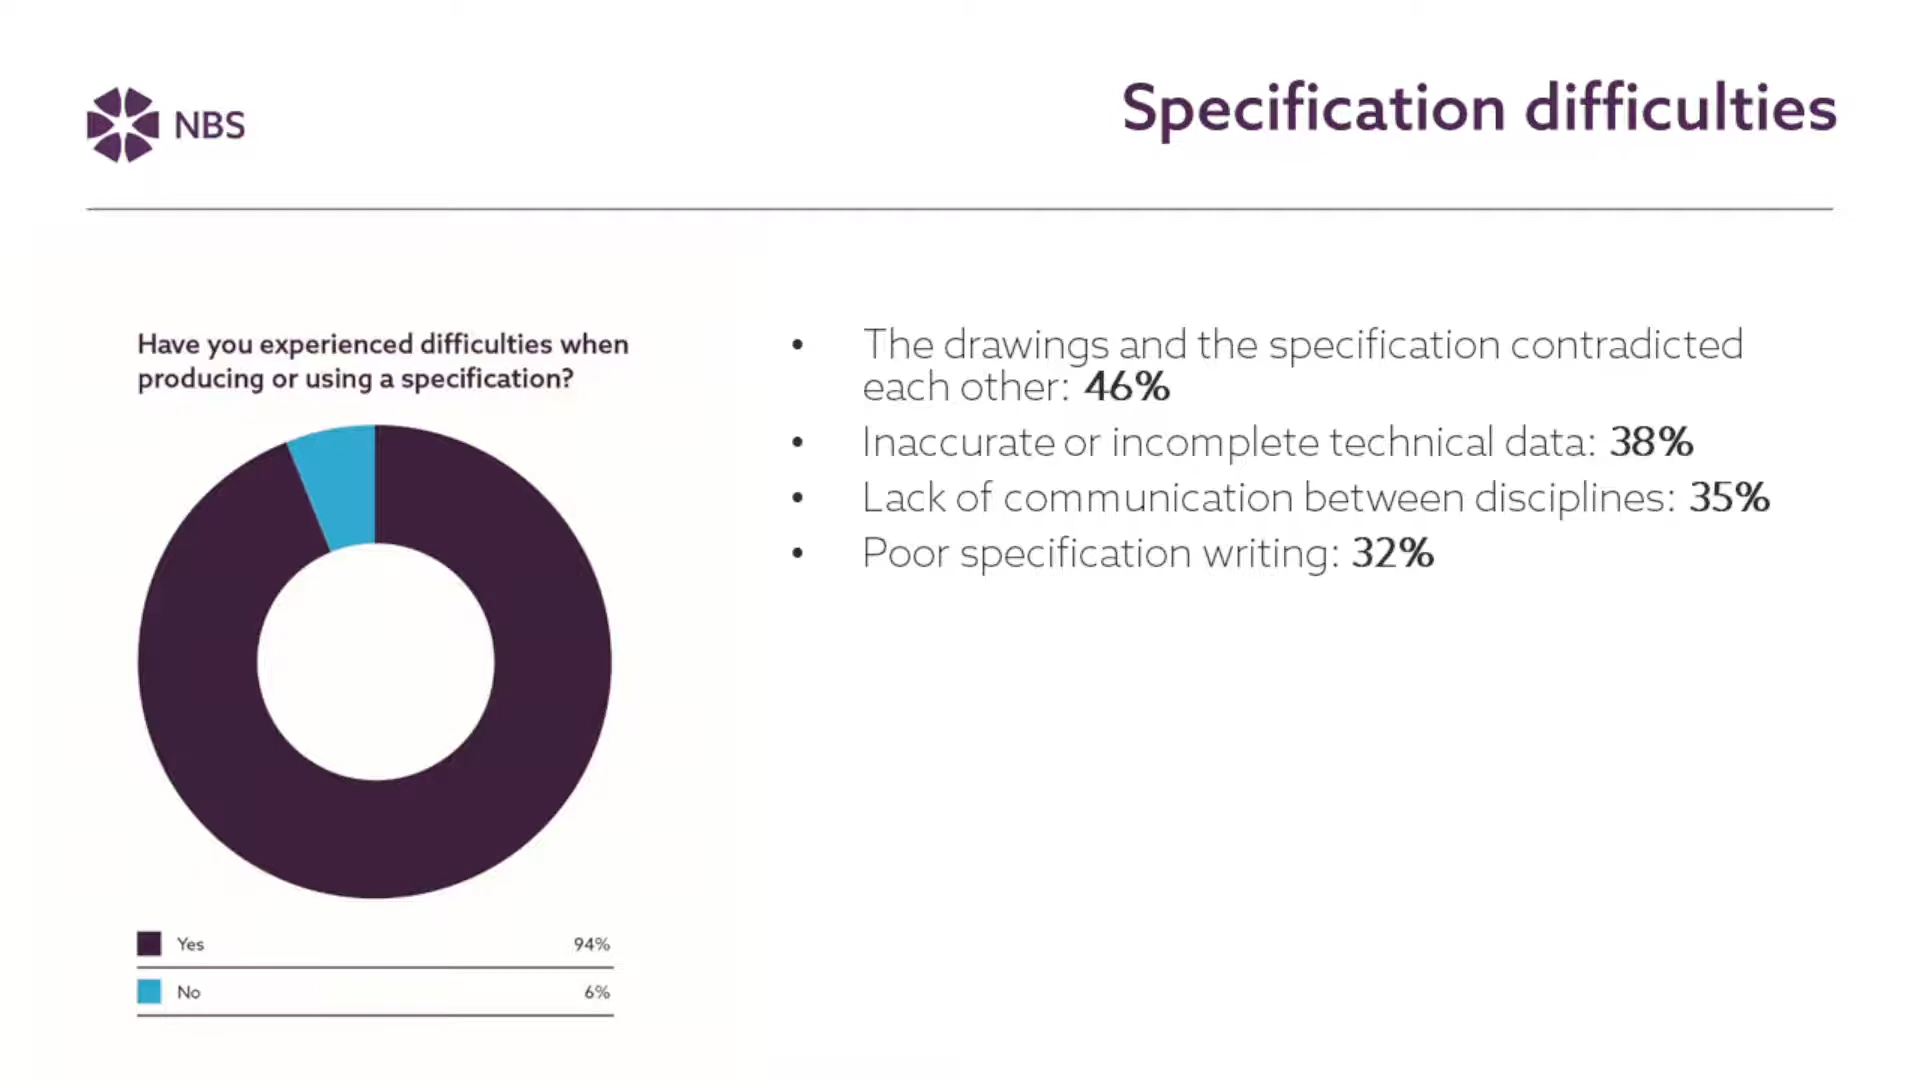 NBS
Specification difficulties
Have you experienced difficulties when
producing or using a specification?
Yes 94%
No 6%
• The drawings and the specification contradicted
each other: 46%
• Inaccurate or incomplete technical data: 38%
• Lack of communication between disciplines: 35%
• Poor specification writing: 32%